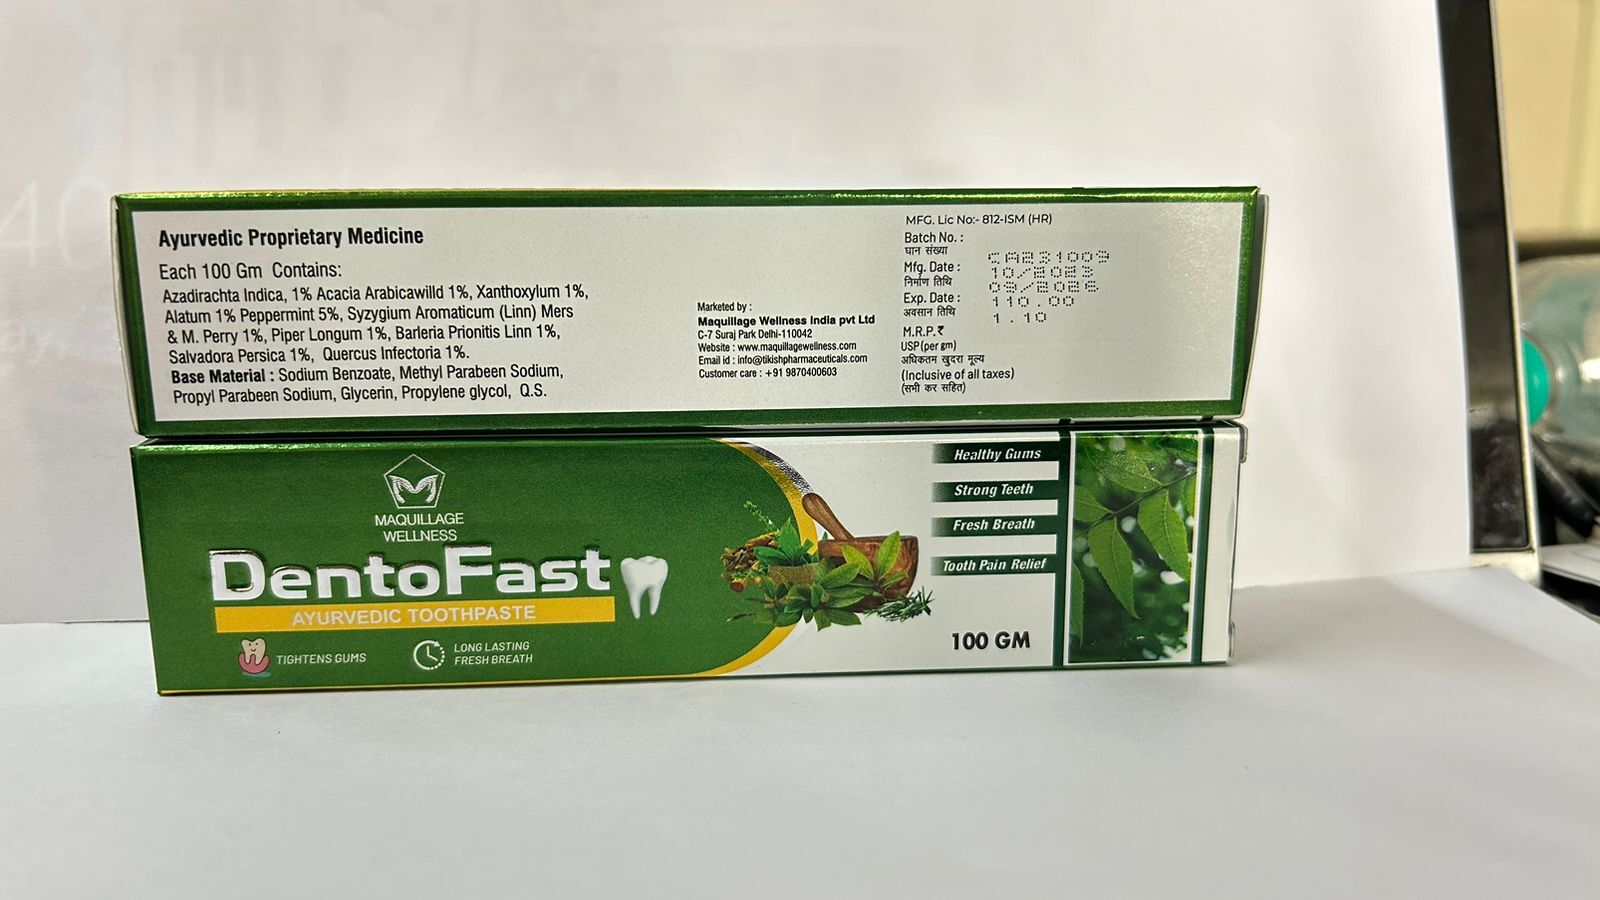 Ayurvedic Proprietary Medicine
Each 100 Gm Contains:
Azadirachta Indica, 1% Acacia Arabicawilld 1%, Xanthoxylum 1%,
Alatum 1% Peppermint 5%, Syzygium Aromaticum (Linn) Mers
& M. Perry 1%, Piper Longum 1%, Barleria Prionitis Linn 1%,
Salvadora Persica 1%, Quercus Infectoria 1%.
Base Material : Sodium Benzoate, Methyl Parabeen Sodium,
Propyl Parabeen Sodium, Glycerin, Propylene glycol, Q.S.
Marketed by :
Maquillage Wellness India pvt Ltd
C-7 Suraj Park Delhi-110042
Website : www.maquillagewellness.com
Email id : info@tikishpharmaceuticals.com
Customer care : +91 9870400603
MFG. Lic No:- 812-ISM (HR)
Batch No. :
घान संख्या
Mfg. Date :
निर्माण तिथि
Exp. Date :
अवसान तिथि
M.R.P.₹
USP(per gm)
अधिकतम खुदरा मूल्य
(Inclusive of all taxes)
(सभी कर सहित)
CA231009
10/2023
09/2026
110.00
1.10
MAQUILLAGE
WELLNESS
DentoFast
AYURVEDIC TOOTHPASTE
TIGHTENS GUMS
LONG LASTING
FRESH BREATH
Healthy Gums
Strong Teeth
Fresh Breath
Tooth Pain Relief
100 GM